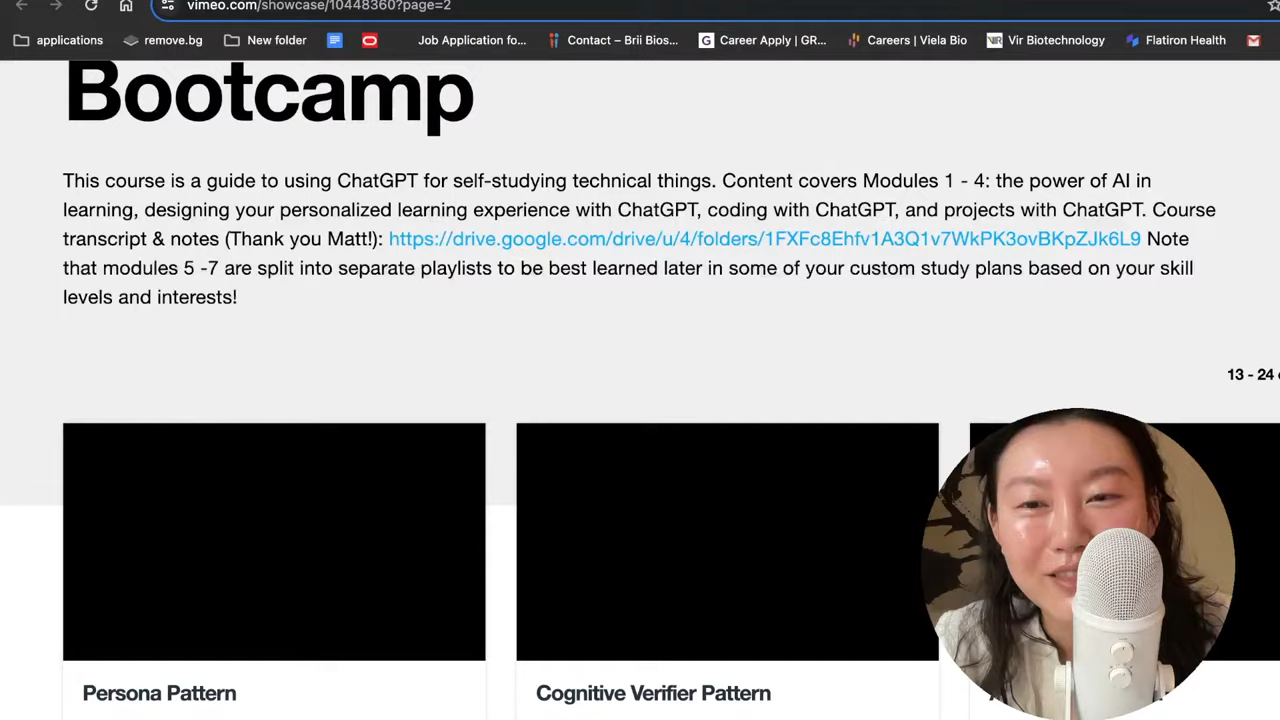 vimeo.com/showcase/10448360?page=2
applications remove.bg New folder Job Application fo... Contact – Brii Bios... G Career Apply | GR... Careers | Viela Bio VIR Vir Biotechnology Flatiron Health
Bootcamp
This course is a guide to using ChatGPT for self-studying technical things. Content covers Modules 1 - 4: the power of AI in
learning, designing your personalized learning experience with ChatGPT, coding with ChatGPT, and projects with ChatGPT. Course
transcript & notes (Thank you Matt!): https://drive.google.com/drive/u/4/folders/1FXFc8Ehfv1A3Q1v7WkPK3ovBKpZJk6L9 Note
that modules 5 -7 are split into separate playlists to be best learned later in some of your custom study plans based on your skill
levels and interests!
13 - 24
Persona Pattern
Cognitive Verifier Pattern